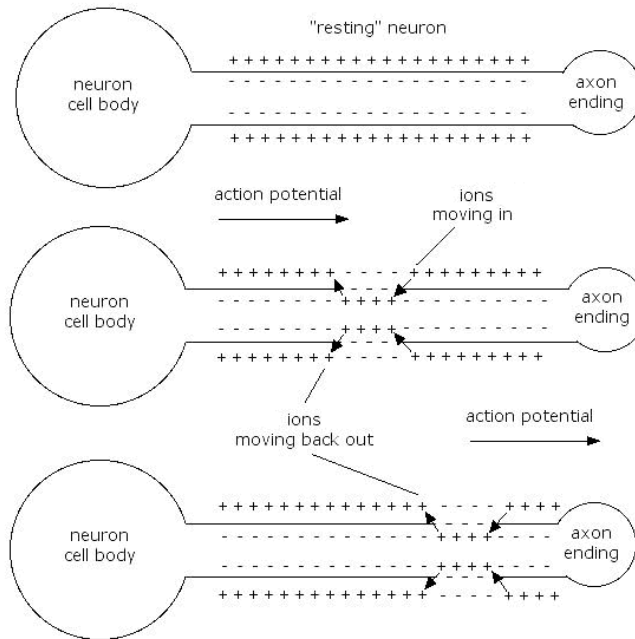 "resting" neuron
neuron
cell body
axon
ending
action potential
ions
moving in
neuron
cell body
axon
ending
ions
moving back out
action potential
neuron
cell body
axon
ending